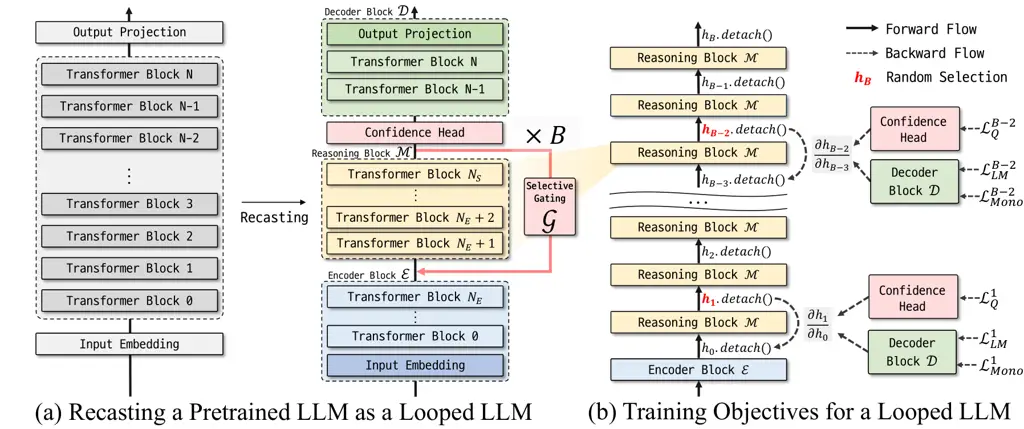 Output Projection
Transformer Block N
Transformer Block N-1
Transformer Block N-2
⋮
Transformer Block 3
Transformer Block 2
Transformer Block 1
Transformer Block 0
Input Embedding
Recasting
Decoder Block 𝒟
Output Projection
Transformer Block N
Transformer Block N-1
Confidence Head
Reasoning Block ℳ
× B
Transformer Block N_S
⋮
Transformer Block N_E + 2
Transformer Block N_E + 1
Selective
Gating
𝒢
Encoder Block ℰ
Transformer Block N_E
⋮
Transformer Block 0
Input Embedding
(a) Recasting a Pretrained LLM as a Looped LLM
h_B.detach()
Reasoning Block ℳ
h_{B-1}.detach()
Reasoning Block ℳ
h_{B-2}.detach()
Reasoning Block ℳ
h_{B-3}.detach()
...
Reasoning Block ℳ
h_2.detach()
Reasoning Block ℳ
h_1.detach()
Reasoning Block ℳ
h_0.detach()
Encoder Block ℰ
∂h_{B-2}
∂h_{B-3}
∂h_1
∂h_0
Forward Flow
Backward Flow
h_B Random Selection
Confidence
Head
ℒ_Q^{B-2}
Decoder
Block 𝒟
ℒ_{LM}^{B-2}
ℒ_{Mono}^{B-2}
Confidence
Head
ℒ_Q^1
Decoder
Block 𝒟
ℒ_{LM}^1
ℒ_{Mono}^1
(b) Training Objectives for a Looped LLM